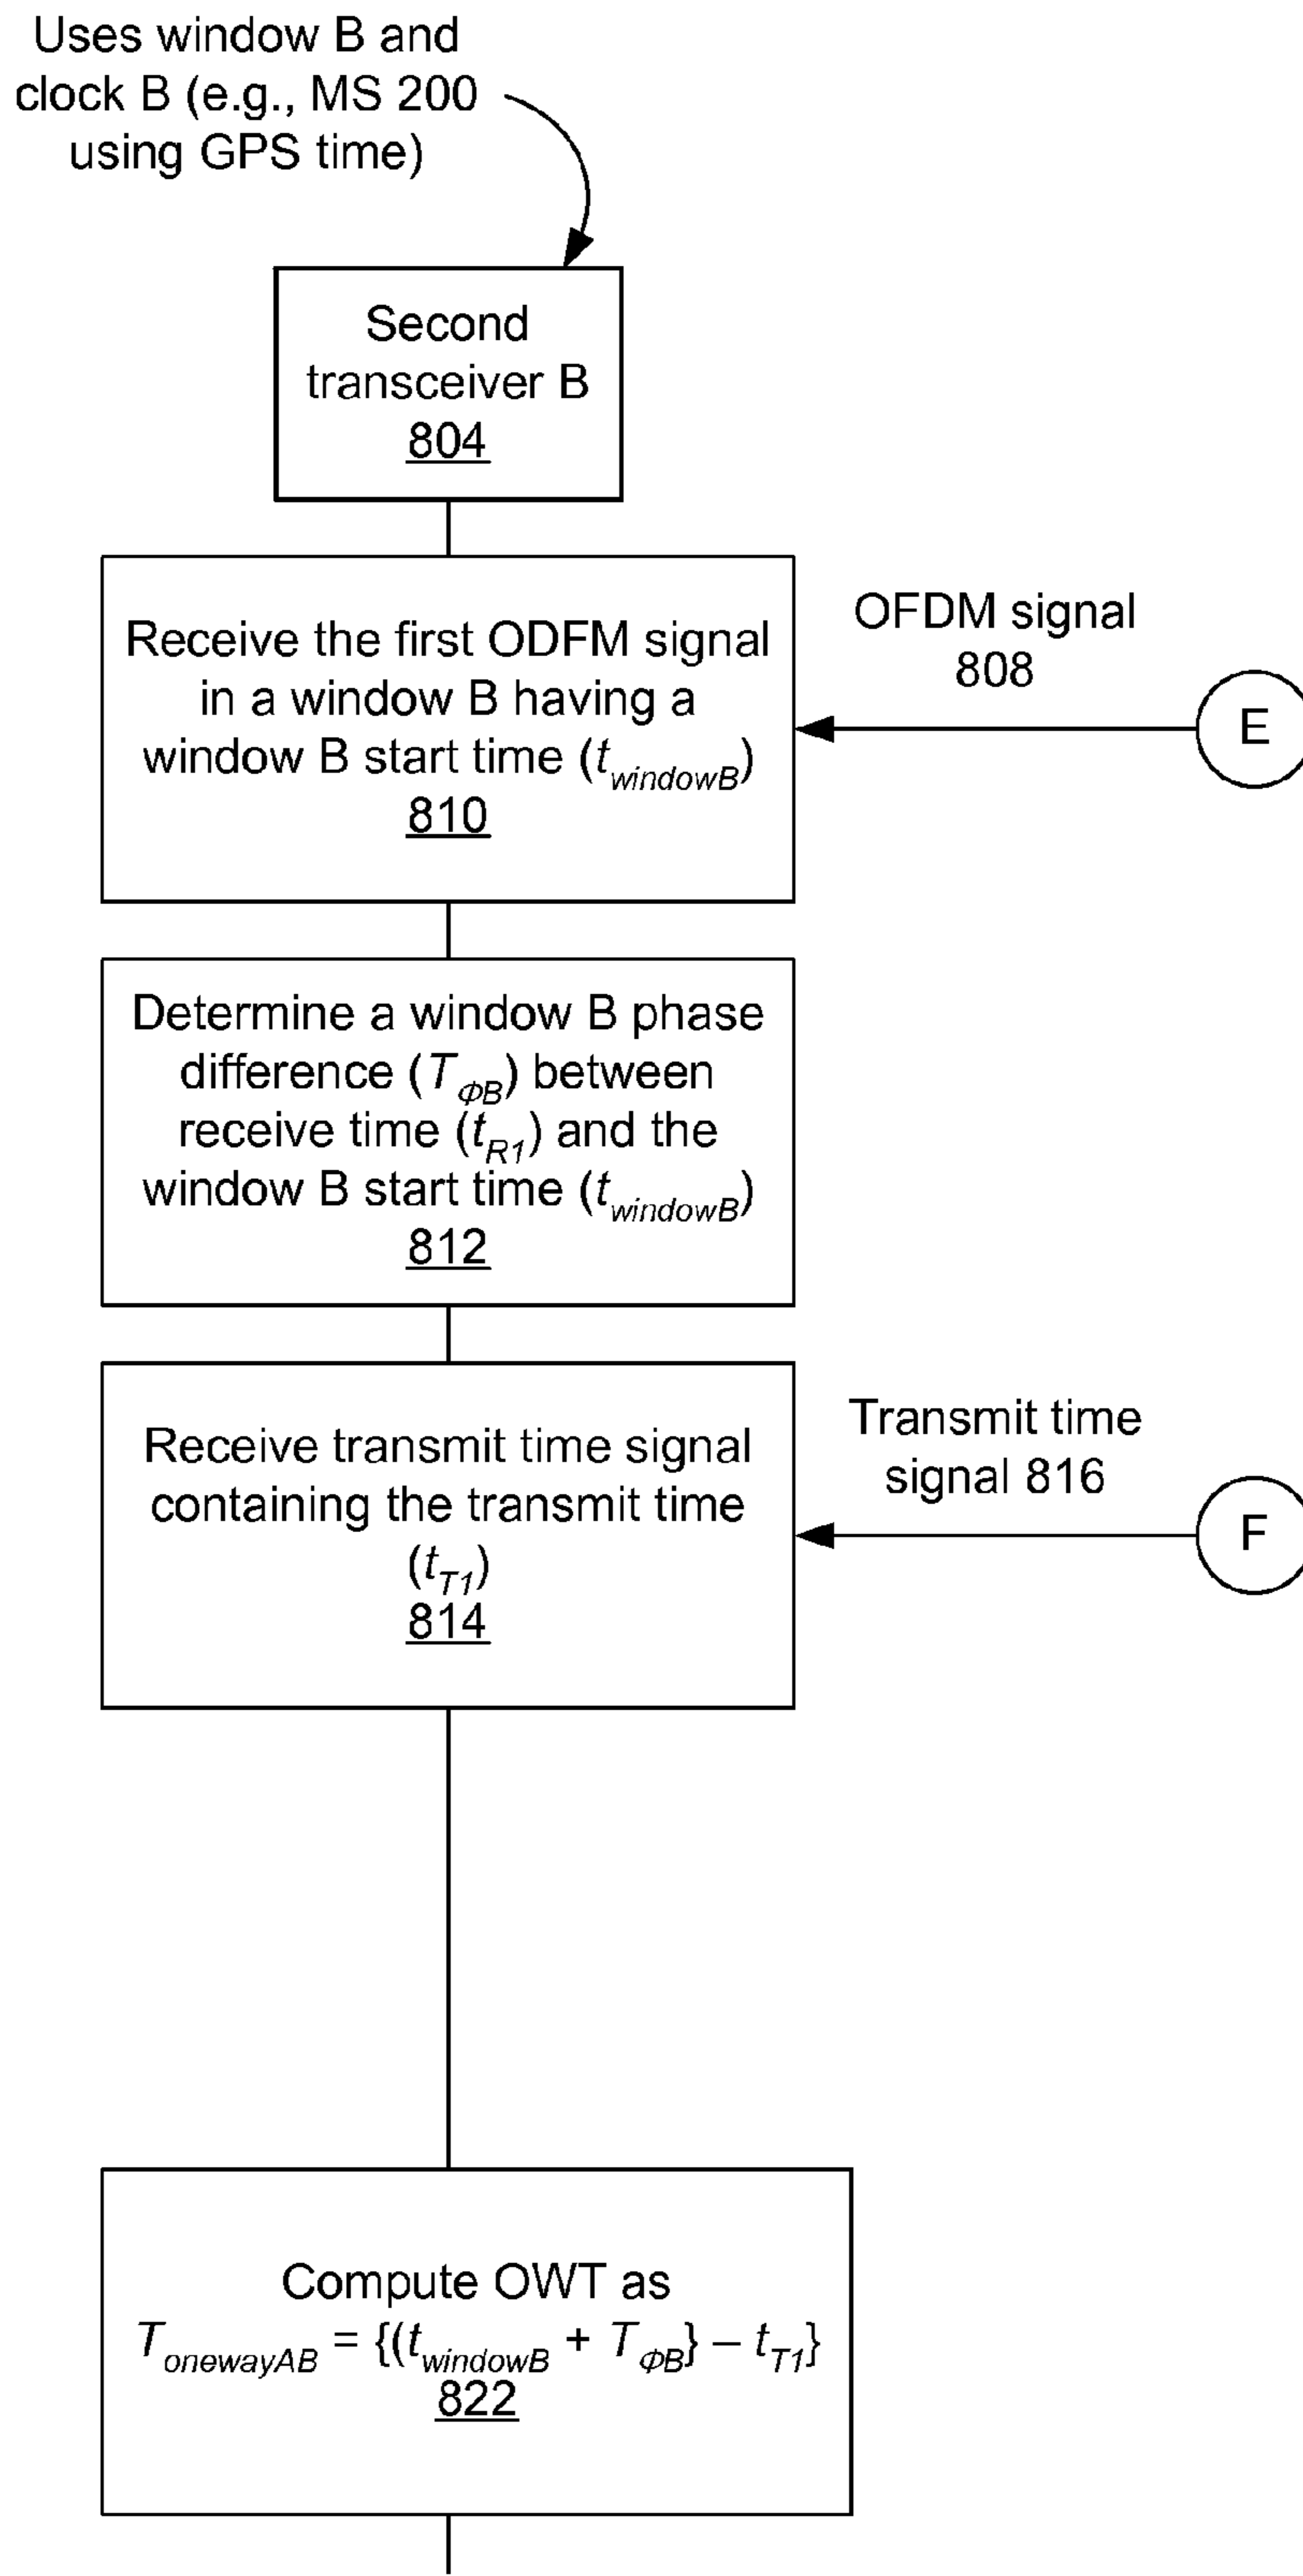 Uses window B and
clock B (e.g., MS 200
using GPS time)
Second
transceiver B
804
Receive the first ODFM signal
in a window B having a
window B start time (t_windowB)
810
OFDM signal
808
E
Determine a window B phase
difference (T_ΦB) between
receive time (t_R1) and the
window B start time (t_windowB)
812
Receive transmit time signal
containing the transmit time
(t_T1)
814
Transmit time
signal 816
F
Compute OWT as
T_onewayAB = {(t_windowB + T_ΦB} – t_T1}
822